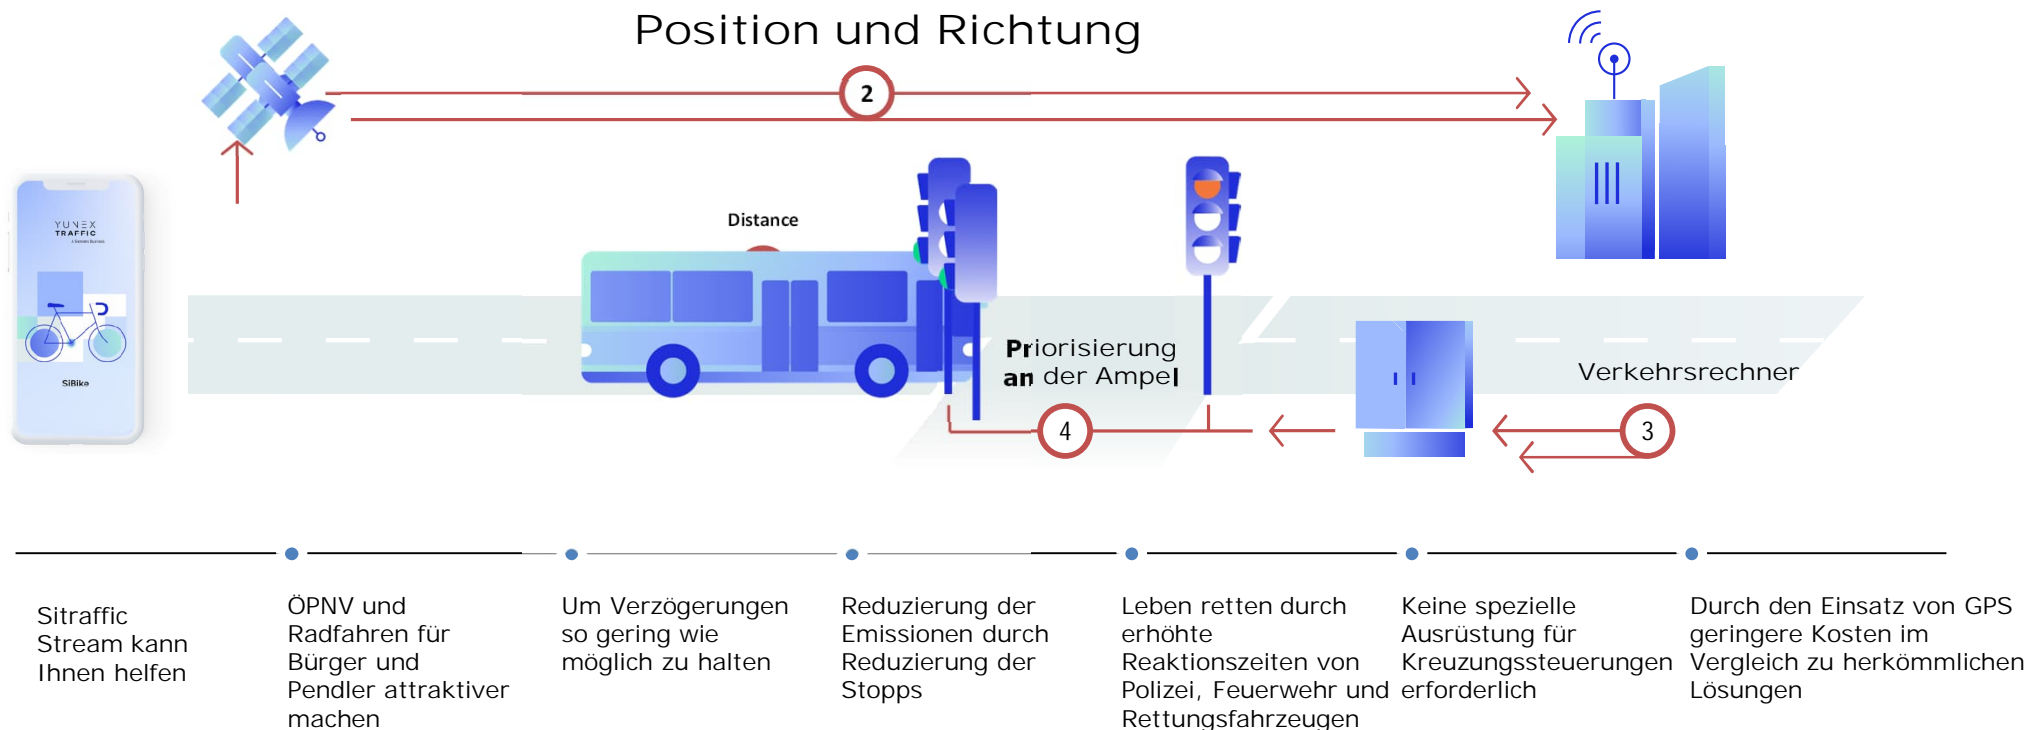 Position und Richtung
2
YUNEX
TRAFFIC
A Siemens Business
SiBike
Distance
Priorisierung
an der Ampel
4
Verkehrsrechner
3
Sitraffic
Stream kann
Ihnen helfen
ÖPNV und
Radfahren für
Bürger und
Pendler attraktiver
machen
Um Verzögerungen
so gering wie
möglich zu halten
Reduzierung der
Emissionen durch
Reduzierung der
Stopps
Leben retten durch
erhöhte
Reaktionszeiten von
Polizei, Feuerwehr und
Rettungsfahrzeugen
Keine spezielle
Ausrüstung für
Kreuzungssteuerungen
erforderlich
Durch den Einsatz von GPS
geringere Kosten im
Vergleich zu herkömmlichen
Lösungen